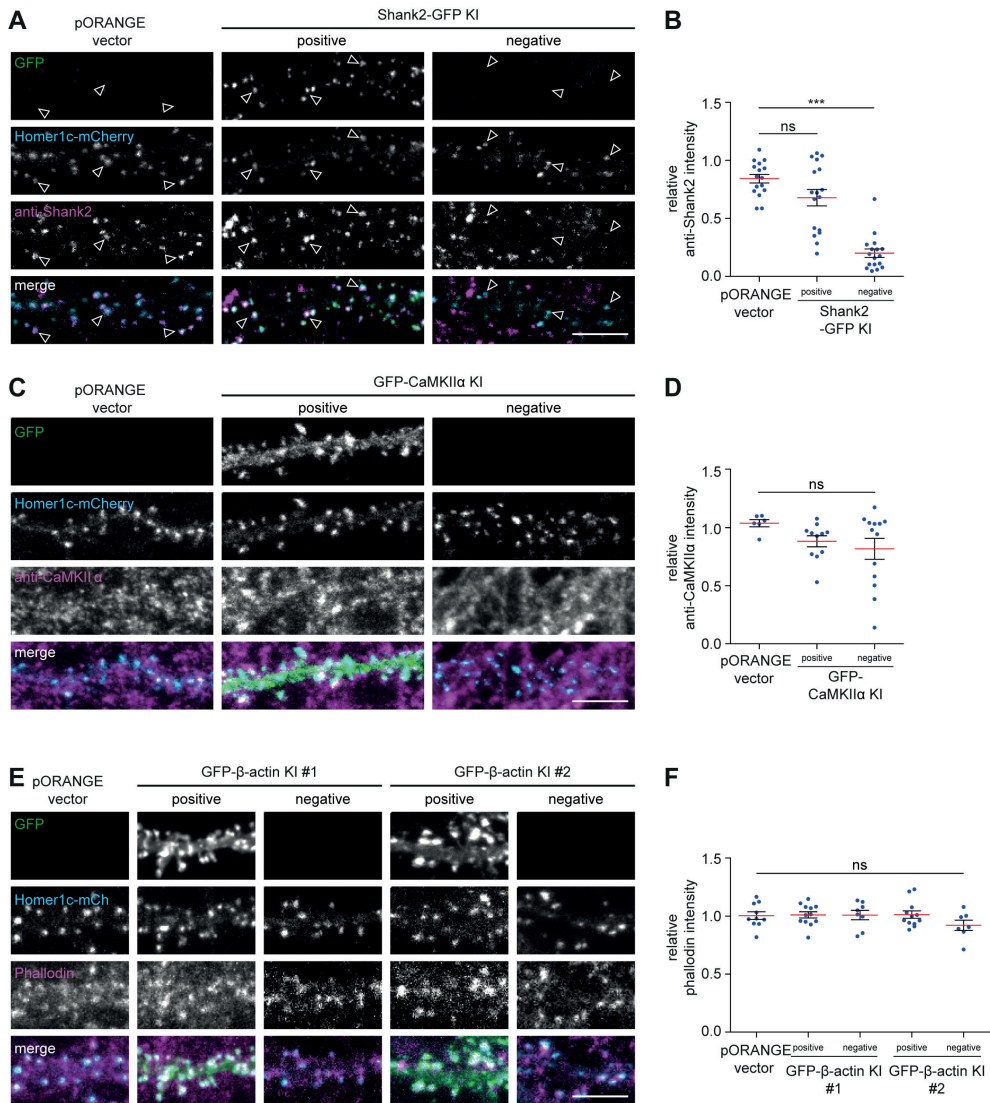 A
pORANGE
vector
Shank2-GFP KI
positive
negative
GFP
Homer1c-mCherry
anti-Shank2
merge
B
relative
anti-Shank2 intensity
1.5
1.0
0.5
0.0
***
ns
pORANGE
vector
positive
negative
Shank2
-GFP KI
C
pORANGE
vector
GFP-CaMKIIα KI
positive
negative
GFP
Homer1c-mCherry
anti-CaMKIIα
merge
D
relative
anti-CaMKIIα intensity
1.5
1.0
0.5
0.0
ns
pORANGE
vector
positive
negative
GFP-
CaMKIIα KI
E
pORANGE
vector
GFP-β-actin KI #1
GFP-β-actin KI #2
positive
negative
positive
negative
GFP
Homer1c-mCh
Phallodin
merge
F
relative
phallodin intensity
1.5
1.0
0.5
0.0
ns
pORANGE
vector
positive
negative
positive
negative
GFP-β-actin KI
#1
GFP-β-actin KI
#2